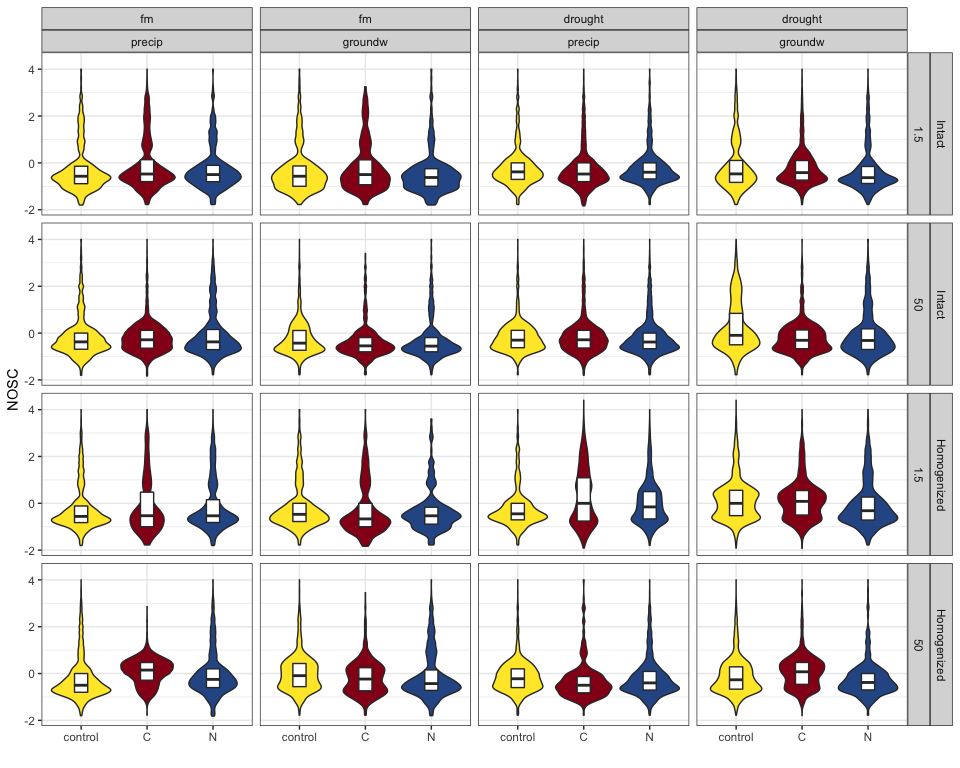 fm fm drought drought
precip groundw precip groundw
NOSC
4
2
0
-2
1.5 Intact
4
2
0
-2
50 Intact
4
2
0
-2
1.5 Homogenized
4
2
0
-2
50 Homogenized
control C N control C N control C N control C N